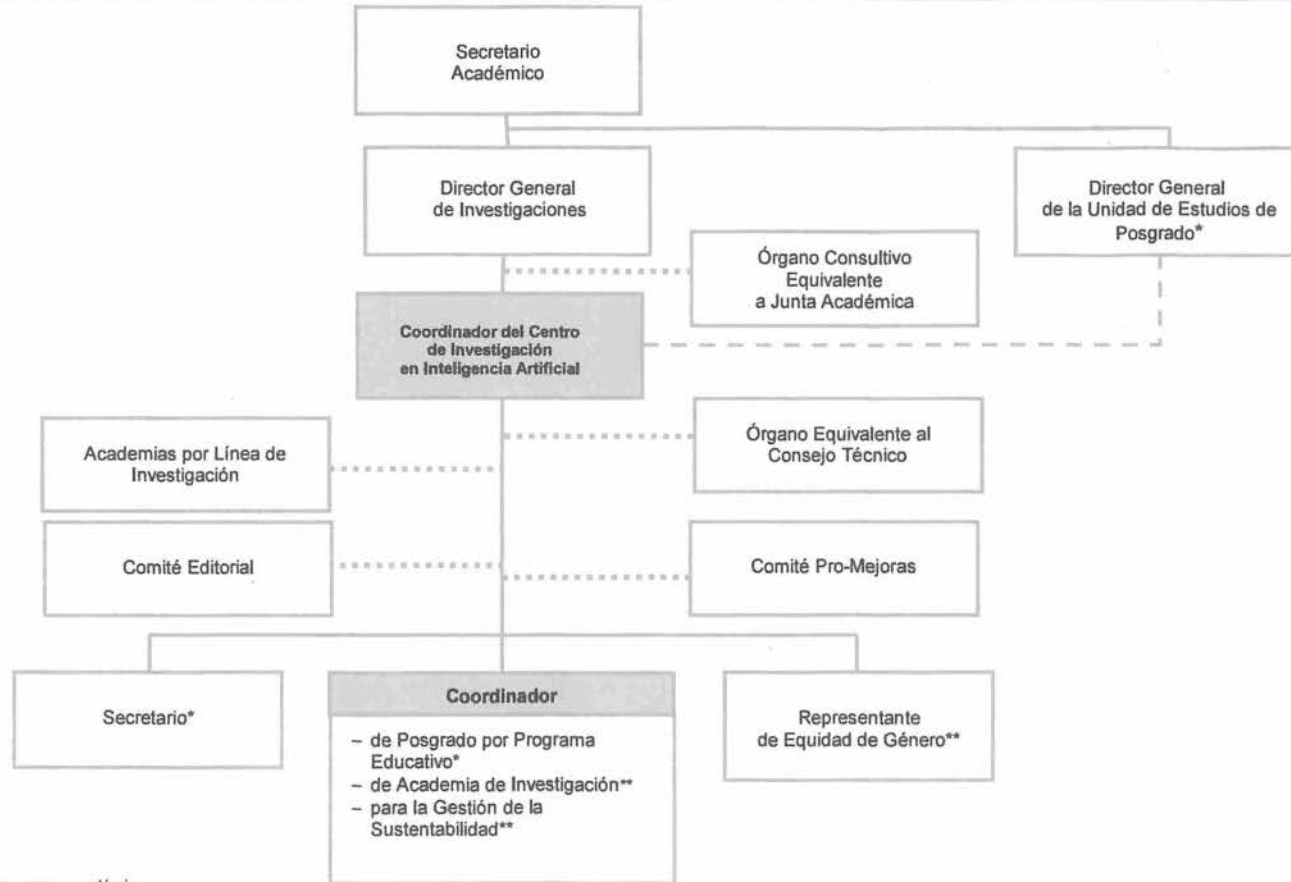 Secretario
Académico
Director General
de Investigaciones
Director General
de la Unidad de Estudios de
Posgrado*
Órgano Consultivo
Equivalente
a Junta Académica
Coordinador del Centro
de Investigación
en Inteligencia Artificial
Academias por Línea de
Investigación
Órgano Equivalente al
Consejo Técnico
Comité Editorial
Comité Pro-Mejoras
Secretario*
Coordinador
– de Posgrado por Programa
Educativo*
– de Academia de Investigación**
– para la Gestión de la
Sustentabilidad**
Representante
de Equidad de Género**